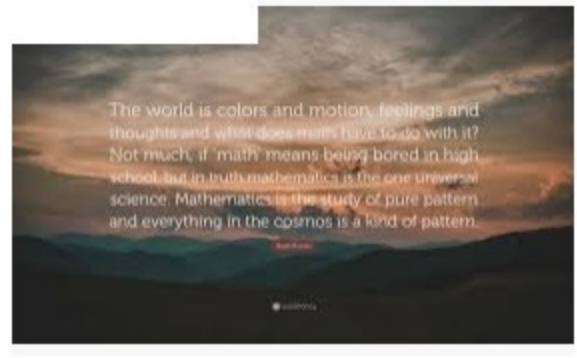 The world is colors and motion, feelings and
thoughts and what does math have to do with it?
Not much, if 'math' means being bored in high
school, but in truth mathematics is the one universal
science. Mathematics is the study of pure pattern
and everything in the cosmos is a kind of pattern.